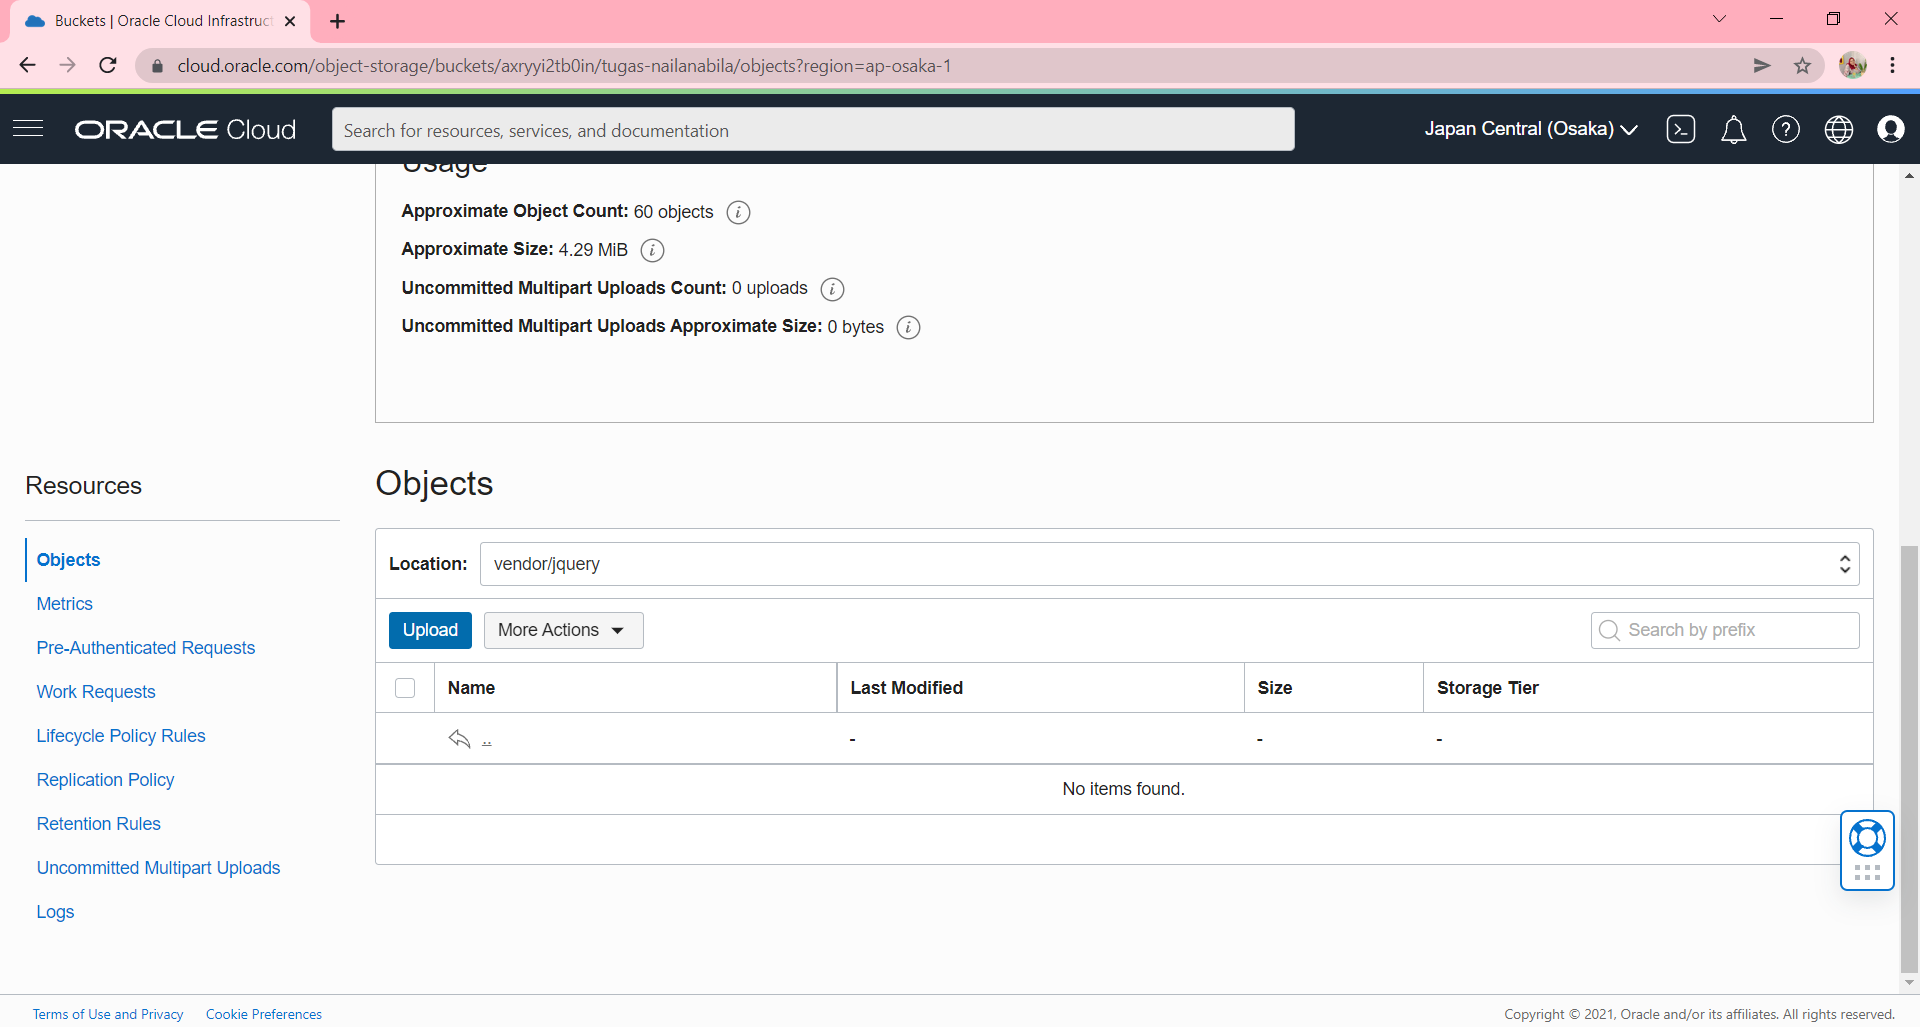 Buckets | Oracle Cloud Infrastruct
cloud.oracle.com/object-storage/buckets/axryyi2tb0in/tugas-nailanabila/objects?region=ap-osaka-1
ORACLE Cloud
Search for resources, services, and documentation
Japan Central (Osaka)
Usage
Approximate Object Count: 60 objects
Approximate Size: 4.29 MiB
Uncommitted Multipart Uploads Count: 0 uploads
Uncommitted Multipart Uploads Approximate Size: 0 bytes
Resources
Objects
Metrics
Pre-Authenticated Requests
Work Requests
Lifecycle Policy Rules
Replication Policy
Retention Rules
Uncommitted Multipart Uploads
Logs
Objects
Location: vendor/jquery
Upload More Actions Search by prefix
Name Last Modified Size Storage Tier
.. - - -
No items found.
Terms of Use and Privacy Cookie Preferences Copyright © 2021, Oracle and/or its affiliates. All rights reserved.